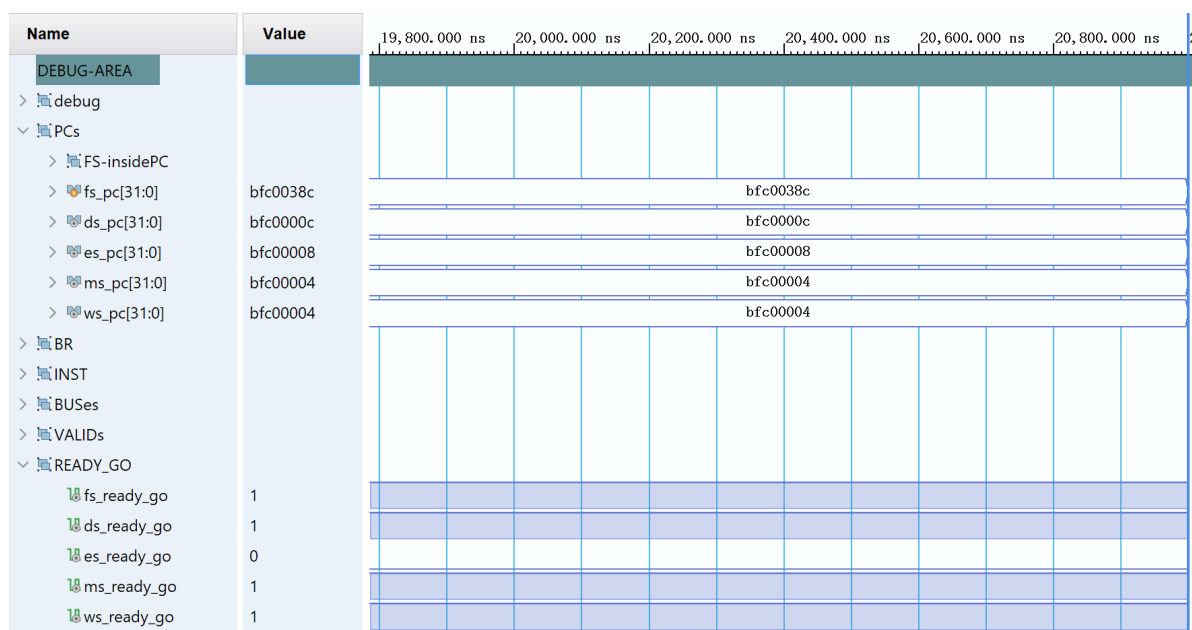 Name Value 19,800.000 ns 20,000.000 ns 20,200.000 ns 20,400.000 ns 20,600.000 ns 20,800.000 ns
DEBUG-AREA
debug
PCs
FS-insidePC
fs_pc[31:0] bfc0038c bfc0038c
ds_pc[31:0] bfc0000c bfc0000c
es_pc[31:0] bfc00008 bfc00008
ms_pc[31:0] bfc00004 bfc00004
ws_pc[31:0] bfc00004 bfc00004
BR
INST
BUSes
VALIDs
READY_GO
fs_ready_go 1
ds_ready_go 1
es_ready_go 0
ms_ready_go 1
ws_ready_go 1